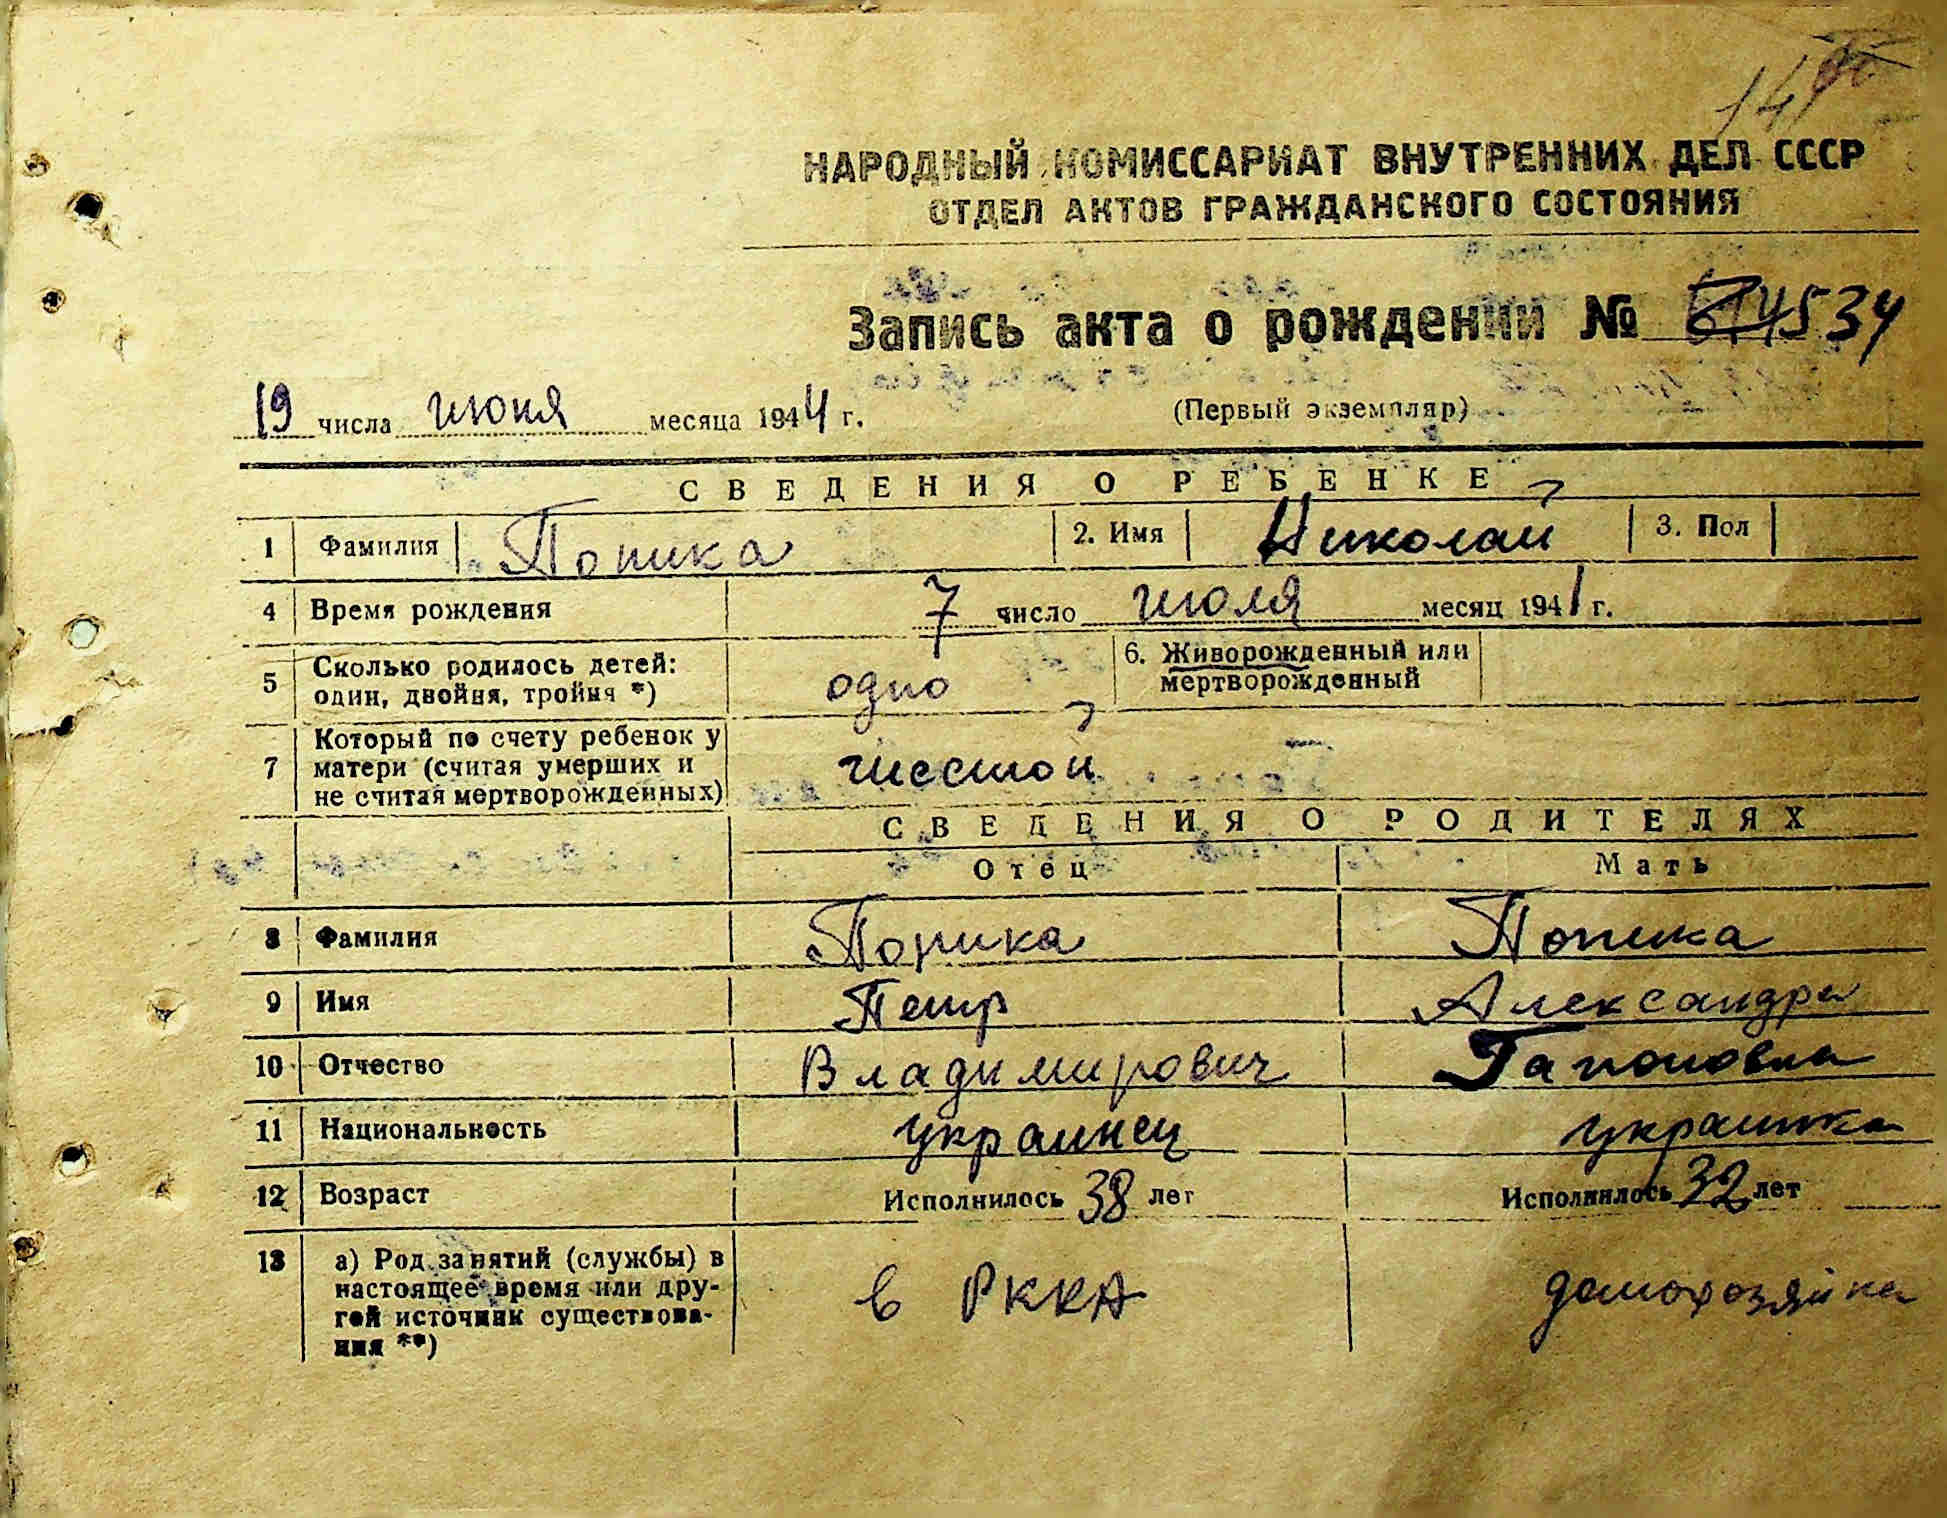 НАРОДНЫЙ КОМИССАРИАТ ВНУТРЕННИХ ДЕЛ СССР
ОТДЕЛ АКТОВ ГРАЖДАНСКОГО СОСТОЯНИЯ
Запись акта о рождении № 534
19 числа июня месяца 1944 г. (Первый экземпляр)
СВЕДЕНИЯ О РЕБЕНКЕ
1 Фамилия Попика 2. Имя Николай 3. Пол
4 Время рождения 7 число июля месяц 1941 г.
5 Сколько родилось детей: один, двойня, тройня *) одно 6. Живорожденный или мертворожденный
7 Который по счету ребенок у матери (считая умерших и не считая мертворожденных) шестой
СВЕДЕНИЯ О РОДИТЕЛЯХ
Отец Мать
8 Фамилия Попика Попика
9 Имя Петр Александра
10 Отчество Владимирович Гапоновна
11 Национальность украинец украинка
12 Возраст Исполнилось 38 лет Исполнилось 32 лет
13 а) Род занятий (службы) в настоящее время или другой источник существования **) в РККА домохозяйка